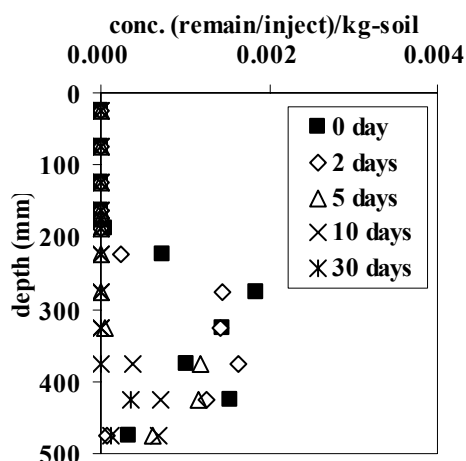 conc. (remain/inject)/kg-soil
0.000 0.002 0.004
0
100
200
300
400
500
depth (mm)
0 day
2 days
5 days
10 days
30 days